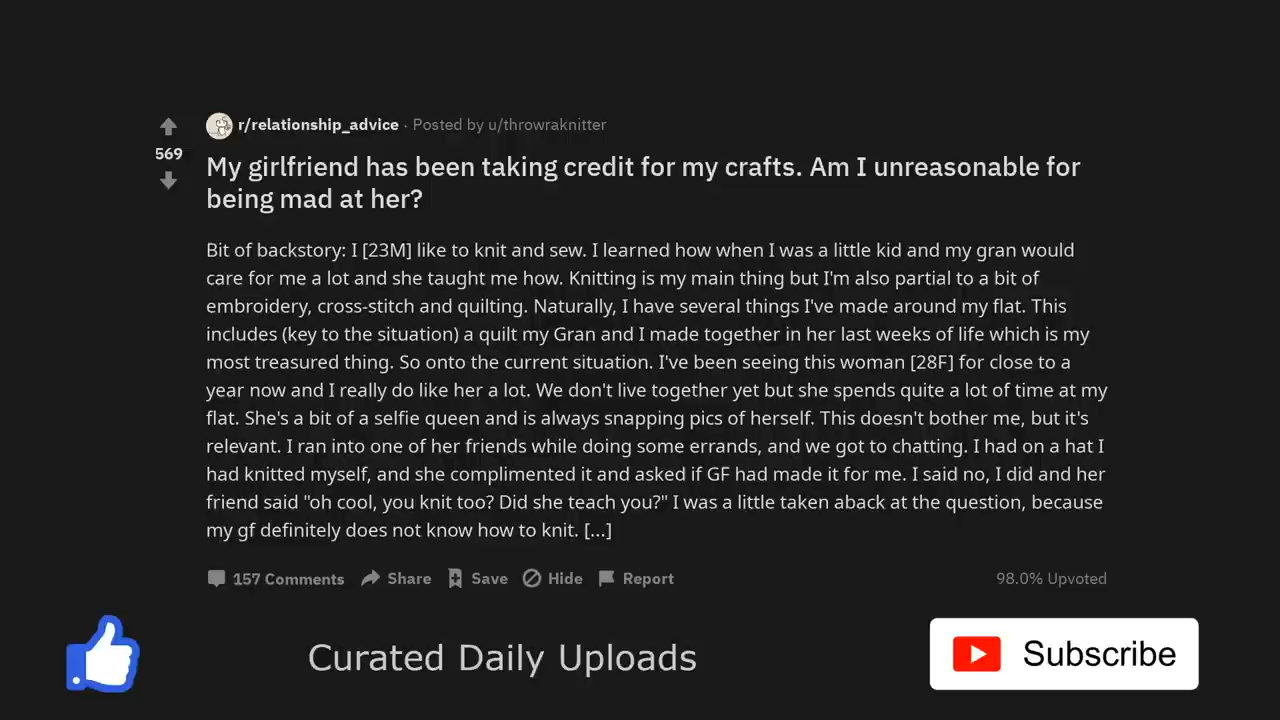 r/relationship_advice · Posted by u/throwraknitter
569
My girlfriend has been taking credit for my crafts. Am I unreasonable for
being mad at her?
Bit of backstory: I [23M] like to knit and sew. I learned how when I was a little kid and my gran would
care for me a lot and she taught me how. Knitting is my main thing but I'm also partial to a bit of
embroidery, cross-stitch and quilting. Naturally, I have several things I've made around my flat. This
includes (key to the situation) a quilt my Gran and I made together in her last weeks of life which is my
most treasured thing. So onto the current situation. I've been seeing this woman [28F] for close to a
year now and I really do like her a lot. We don't live together yet but she spends quite a lot of time at my
flat. She's a bit of a selfie queen and is always snapping pics of herself. This doesn't bother me, but it's
relevant. I ran into one of her friends while doing some errands, and we got to chatting. I had on a hat I
had knitted myself, and she complimented it and asked if GF had made it for me. I said no, I did and her
friend said "oh cool, you knit too? Did she teach you?" I was a little taken aback at the question, because
my gf definitely does not know how to knit. [...]
157 Comments Share Save Hide Report 98.0% Upvoted
Curated Daily Uploads Subscribe